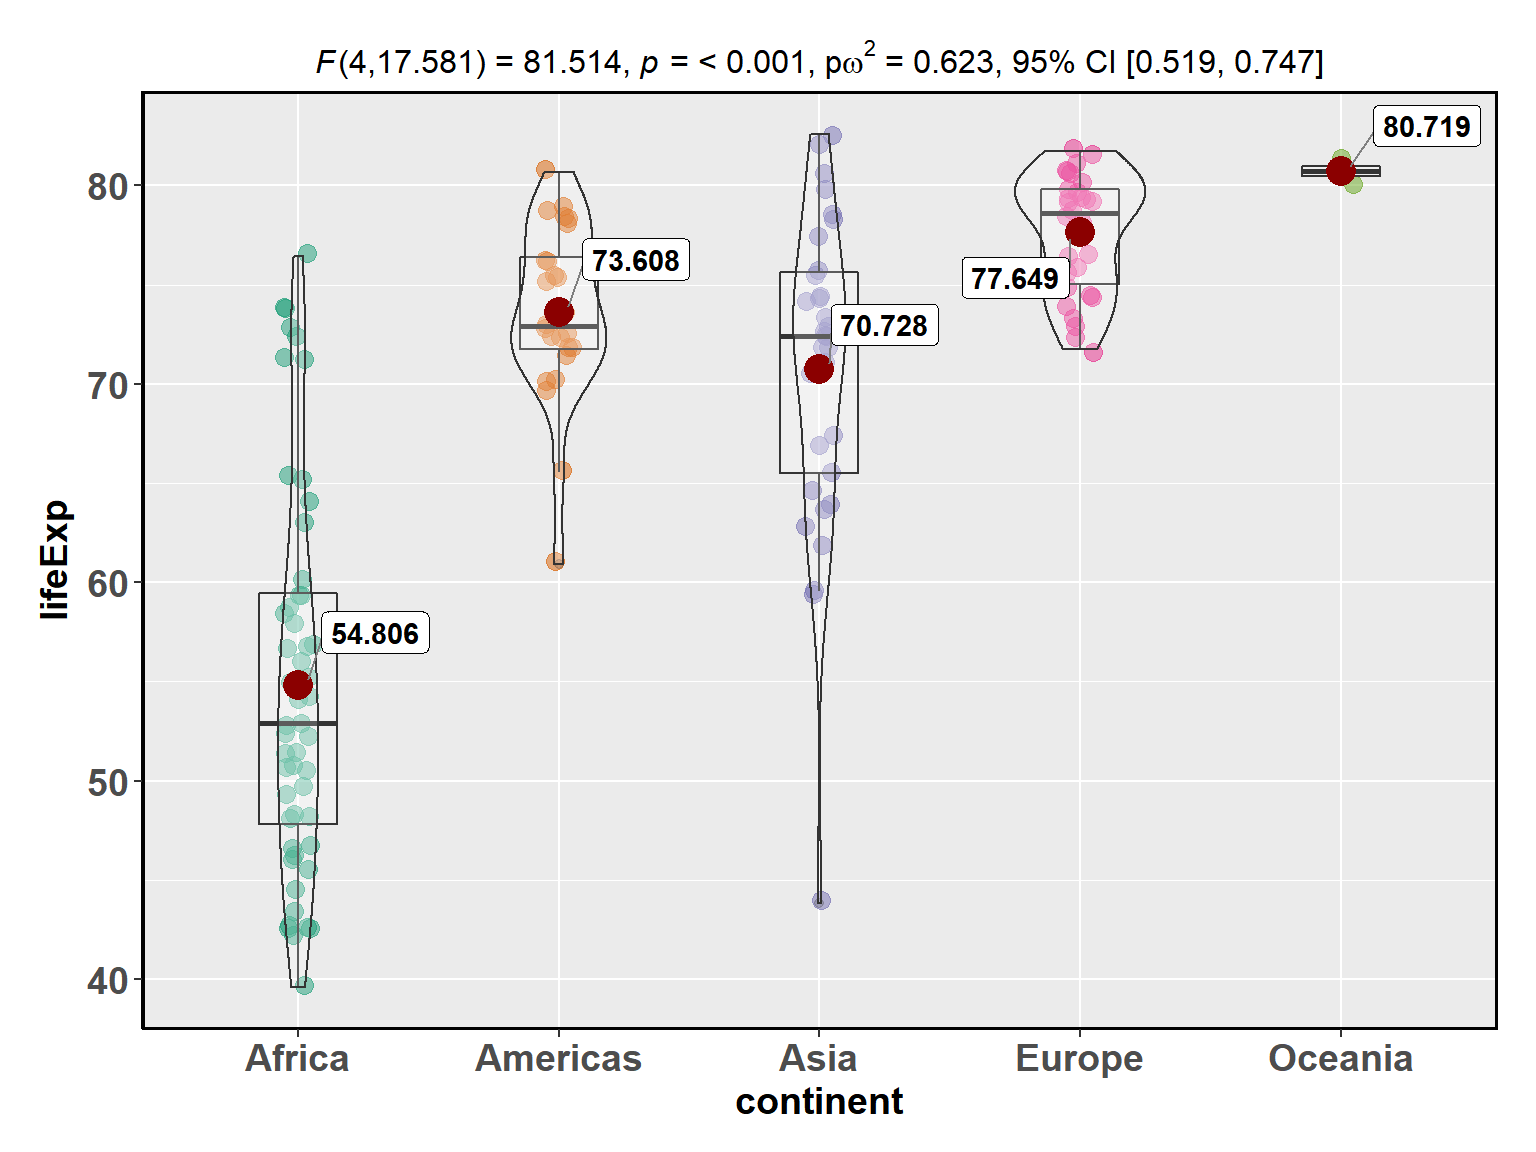 F(4,17.581) = 81.514, p = < 0.001, pω² = 0.623, 95% CI [0.519, 0.747]
80.719
80
73.608
77.649
70.728
70
lifeExp
60
54.806
50
40
Africa Americas Asia Europe Oceania
continent